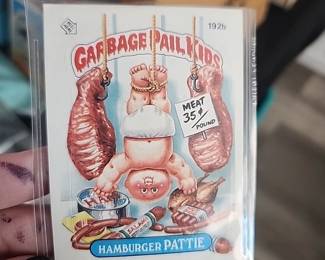 192b
GARBAGE PAIL KIDS
MEAT
35¢
POUND
HAMBURGER PATTIE